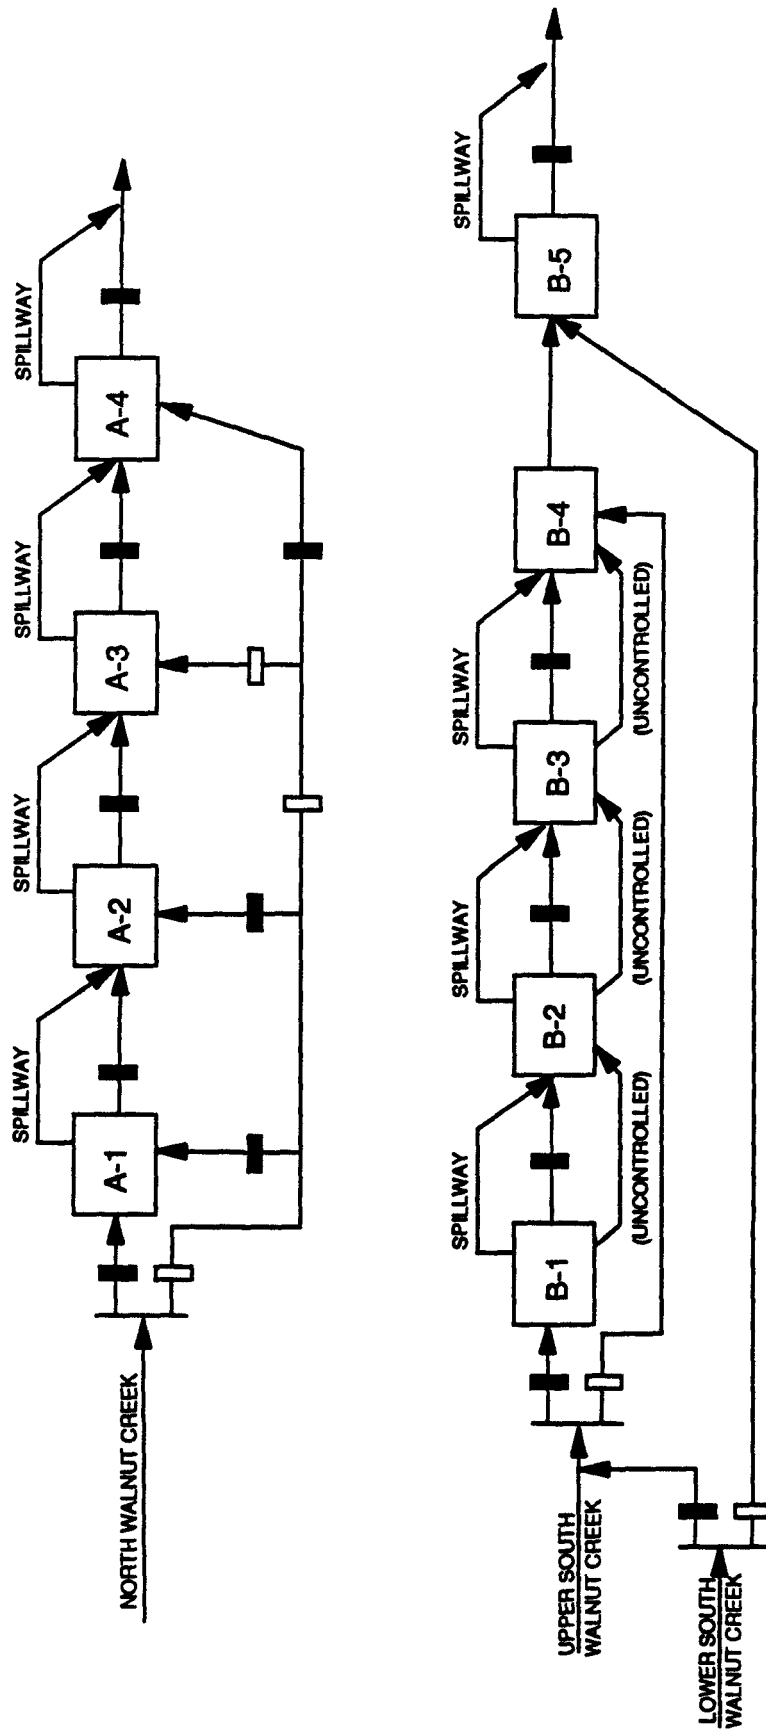 NORTH WALNUT CREEK
A-1
SPILLWAY
A-2
SPILLWAY
A-3
SPILLWAY
A-4
SPILLWAY
UPPER SOUTH
WALNUT CREEK
LOWER SOUTH
WALNUT CREEK
B-1
SPILLWAY
(UNCONTROLLED)
B-2
SPILLWAY
(UNCONTROLLED)
B-3
SPILLWAY
(UNCONTROLLED)
B-4
B-5
SPILLWAY